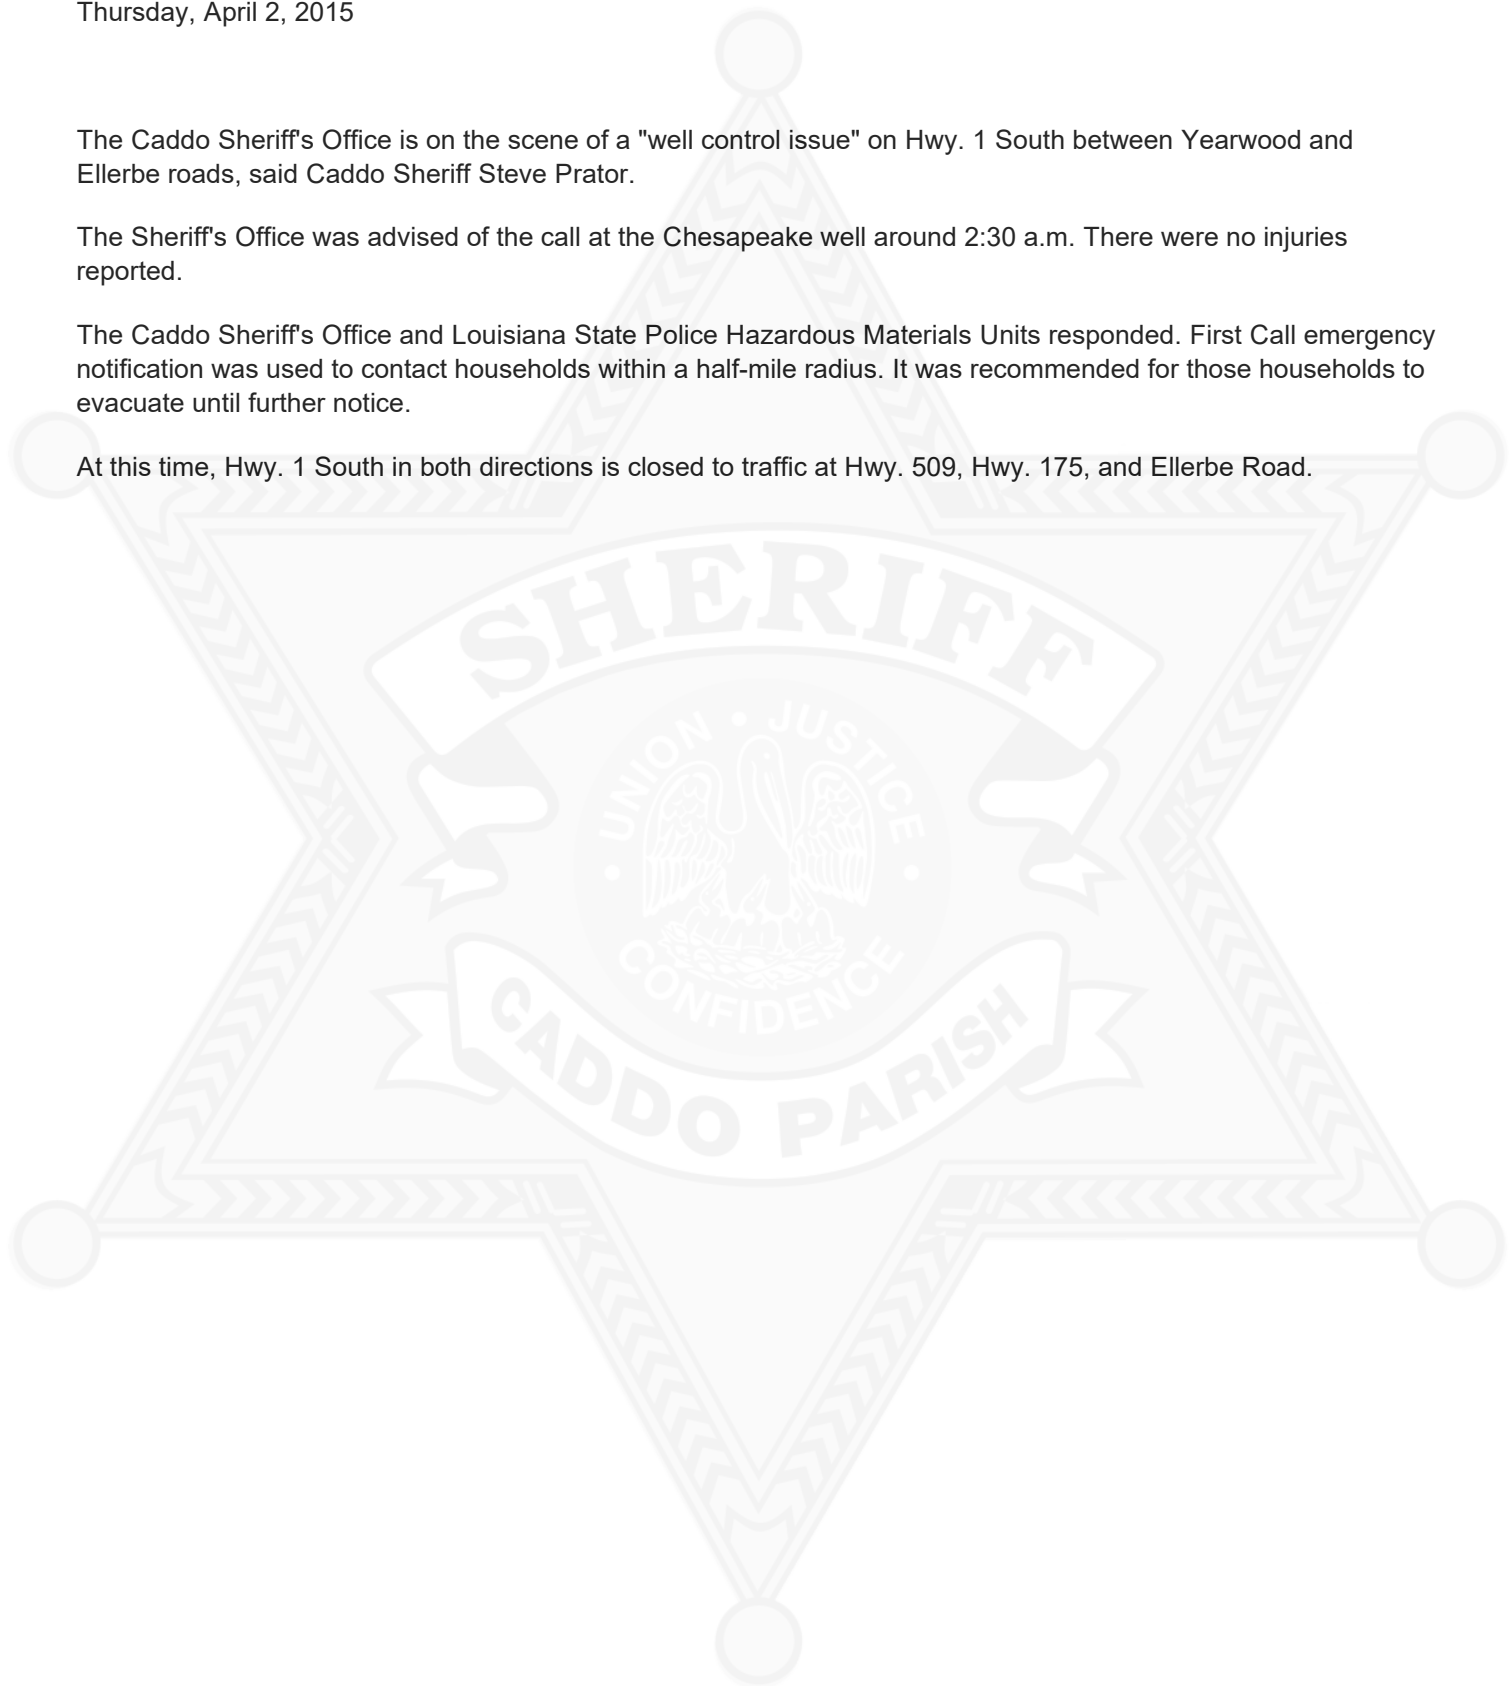 Thursday, April 2, 2015
The Caddo Sheriff's Office is on the scene of a "well control issue" on Hwy. 1 South between Yearwood and
Ellerbe roads, said Caddo Sheriff Steve Prator.
The Sheriff's Office was advised of the call at the Chesapeake well around 2:30 a.m. There were no injuries
reported.
The Caddo Sheriff's Office and Louisiana State Police Hazardous Materials Units responded. First Call emergency
notification was used to contact households within a half-mile radius. It was recommended for those households to
evacuate until further notice.
At this time, Hwy. 1 South in both directions is closed to traffic at Hwy. 509, Hwy. 175, and Ellerbe Road.
SHERIFF
UNION • JUSTICE
• CONFIDENCE •
CADDO PARISH